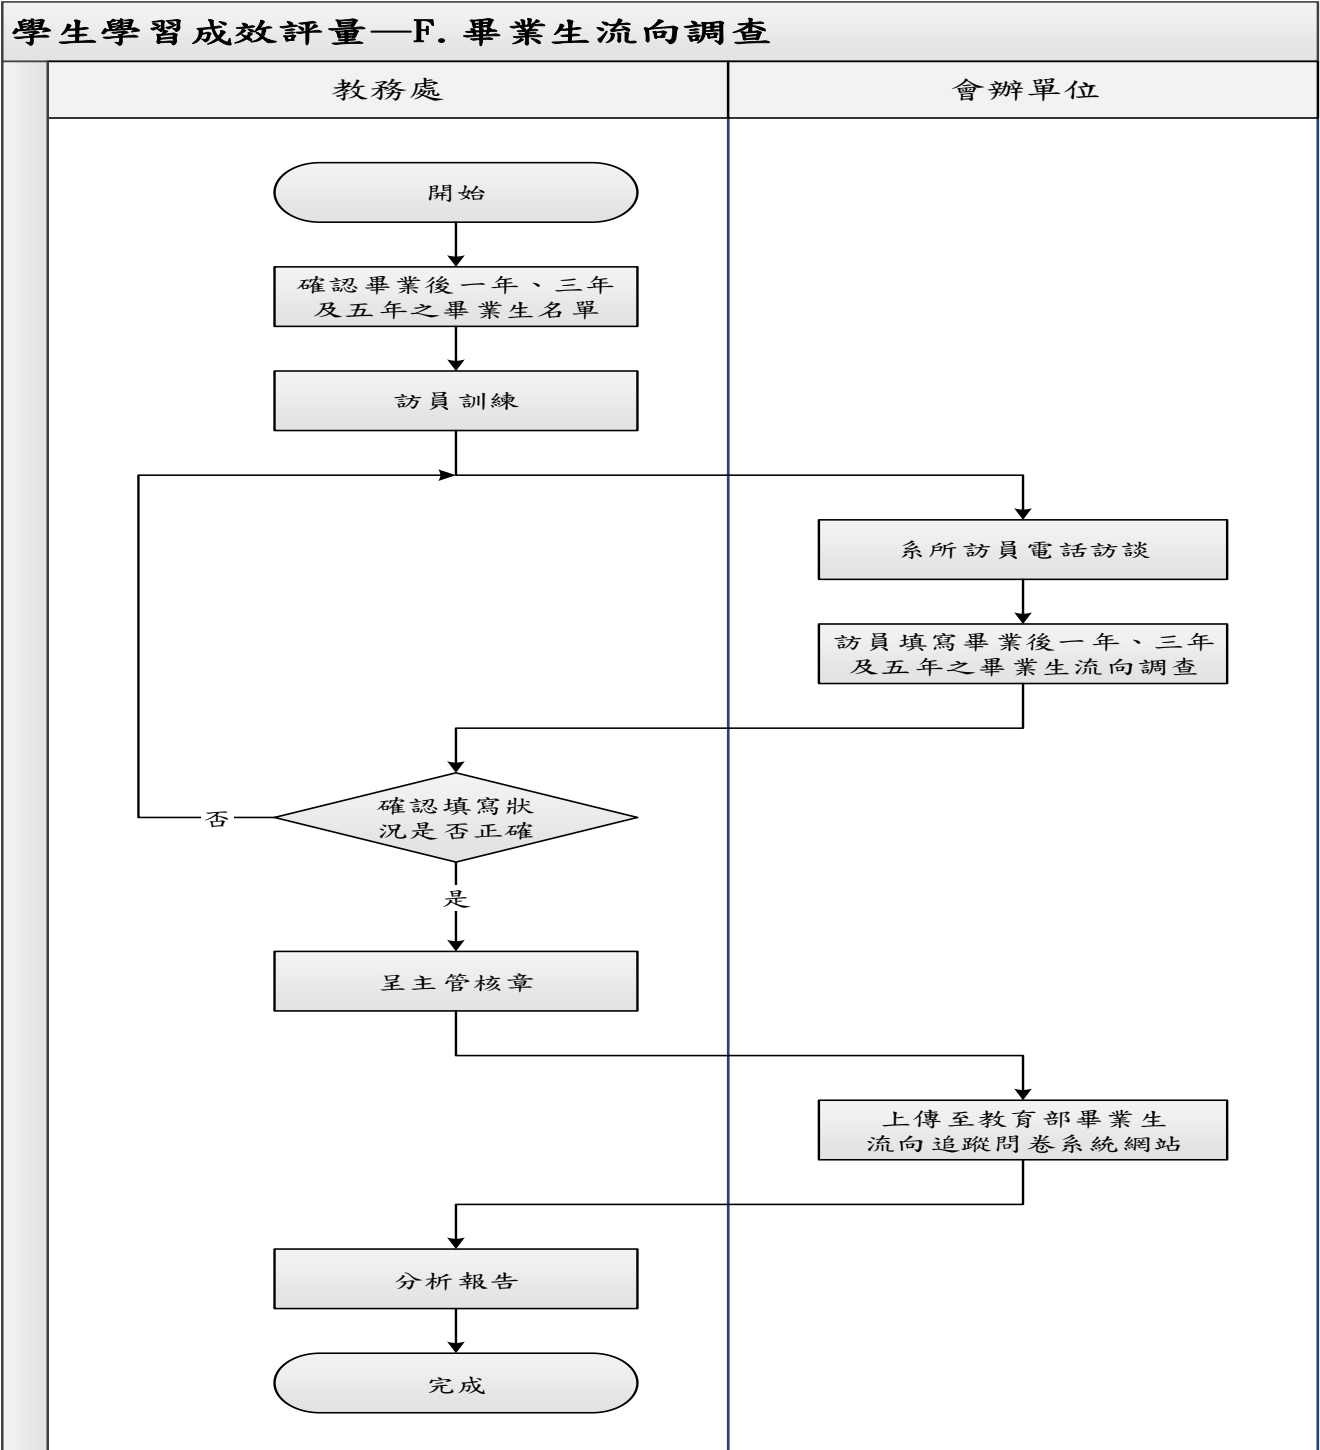 學生學習成效評量—F. 畢業生流向調查
教務處
會辦單位
開始
確認畢業後一年、三年
及五年之畢業生名單
訪員訓練
系所訪員電話訪談
訪員填寫畢業後一年、三年
及五年之畢業生流向調查
確認填寫狀
況是否正確
否
是
呈主管核章
上傳至教育部畢業生
流向追蹤問卷系統網站
分析報告
完成